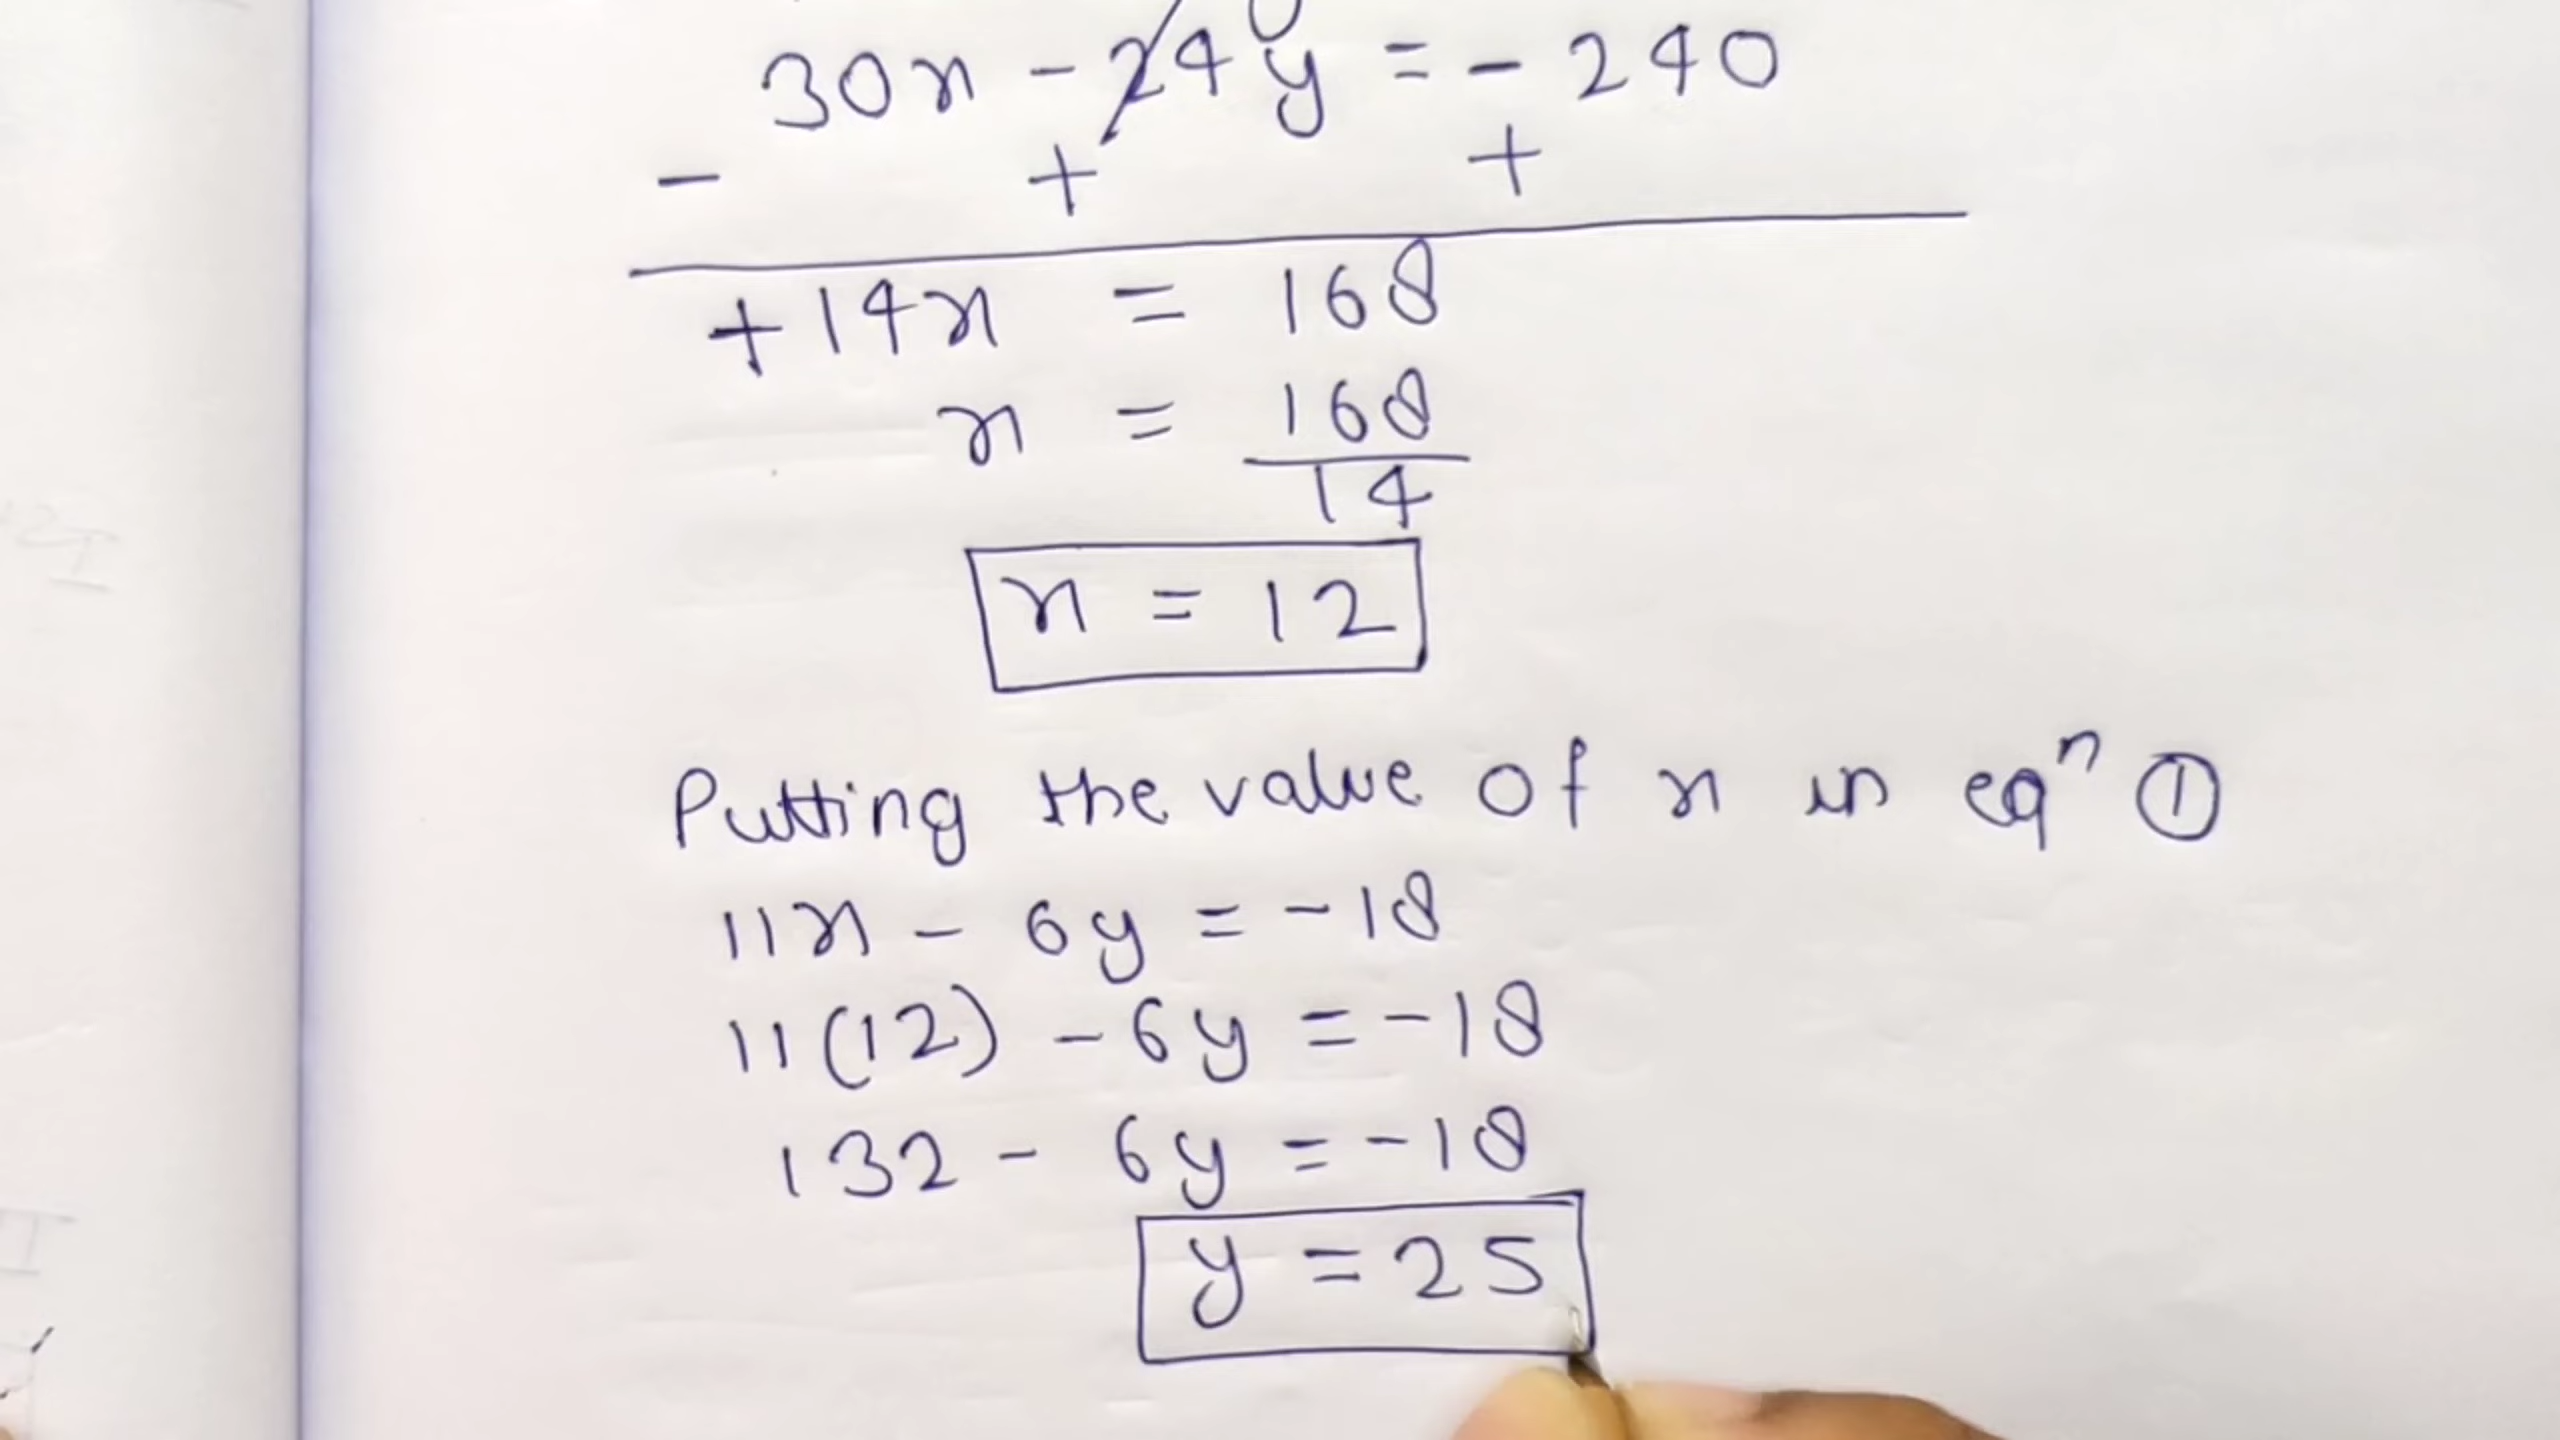 30x - 24y = - 240
- + +
+14x = 168
x = 168
14
x = 12
Putting the value of x in eqⁿ ①
11x - 6y = -18
11(12) - 6y = -18
132 - 6y = -18
y = 25